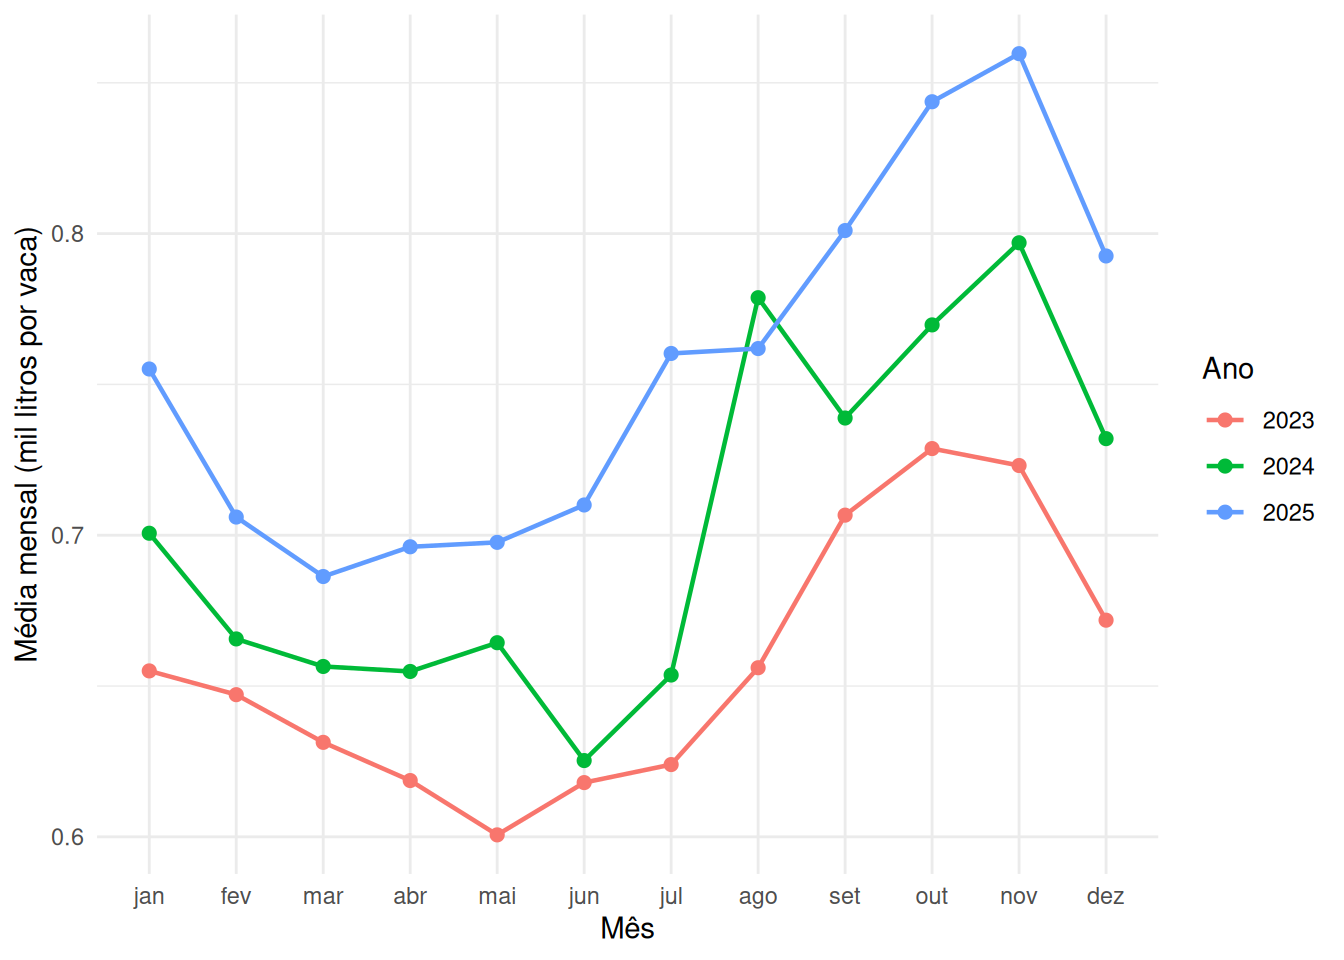 Média mensal (mil litros por vaca)
0.8
0.7
0.6
jan fev mar abr mai jun jul ago set out nov dez
Mês
Ano
2023
2024
2025